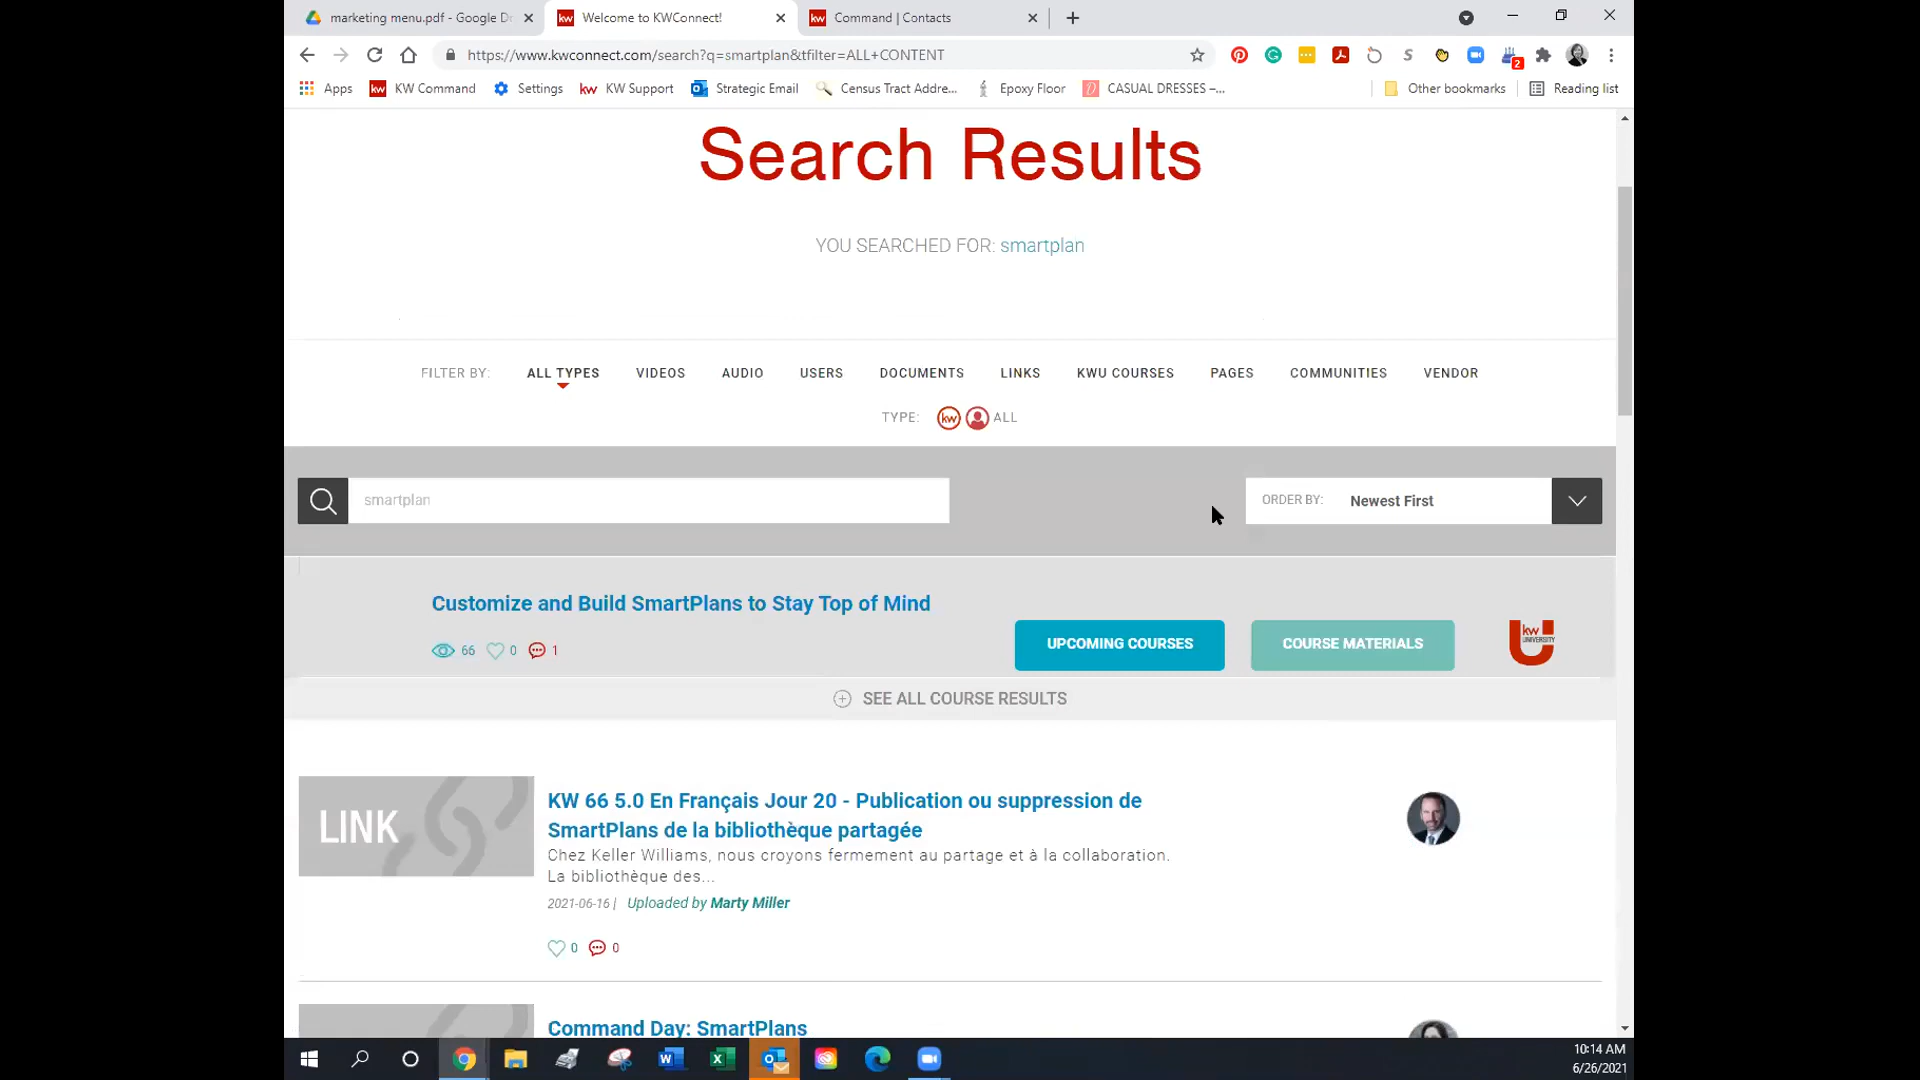 marketing menu.pdf - Google Dr
Welcome to KWConnect!
Command | Contacts
https://www.kwconnect.com/search?q=smartplan&tfilter=ALL+CONTENT
2
Apps
kw KW Command
Settings
kw KW Support
Strategic Email
Census Tract Addre...
Epoxy Floor
CASUAL DRESSES –...
Other bookmarks
Reading list
Search Results
YOU SEARCHED FOR: smartplan
FILTER BY: ALL TYPES VIDEOS AUDIO USERS DOCUMENTS LINKS KWU COURSES PAGES COMMUNITIES VENDOR
TYPE: kw ALL
smartplan
ORDER BY: Newest First
Customize and Build SmartPlans to Stay Top of Mind
66 0 1
UPCOMING COURSES
COURSE MATERIALS
kw
UNIVERSITY
SEE ALL COURSE RESULTS
LINK
KW 66 5.0 En Français Jour 20 - Publication ou suppression de
SmartPlans de la bibliothèque partagée
Chez Keller Williams, nous croyons fermement au partage et à la collaboration.
La bibliothèque des...
2021-06-16 | Uploaded by Marty Miller
0 0
Command Day: SmartPlans
10:14 AM
6/26/2021